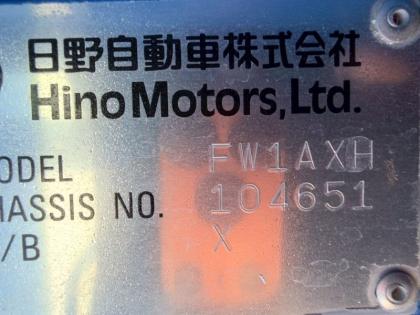 日野自動車株式会社
Hino Motors, Ltd.
ODEL FW1AXH
HASSIS NO. 104651
/B X